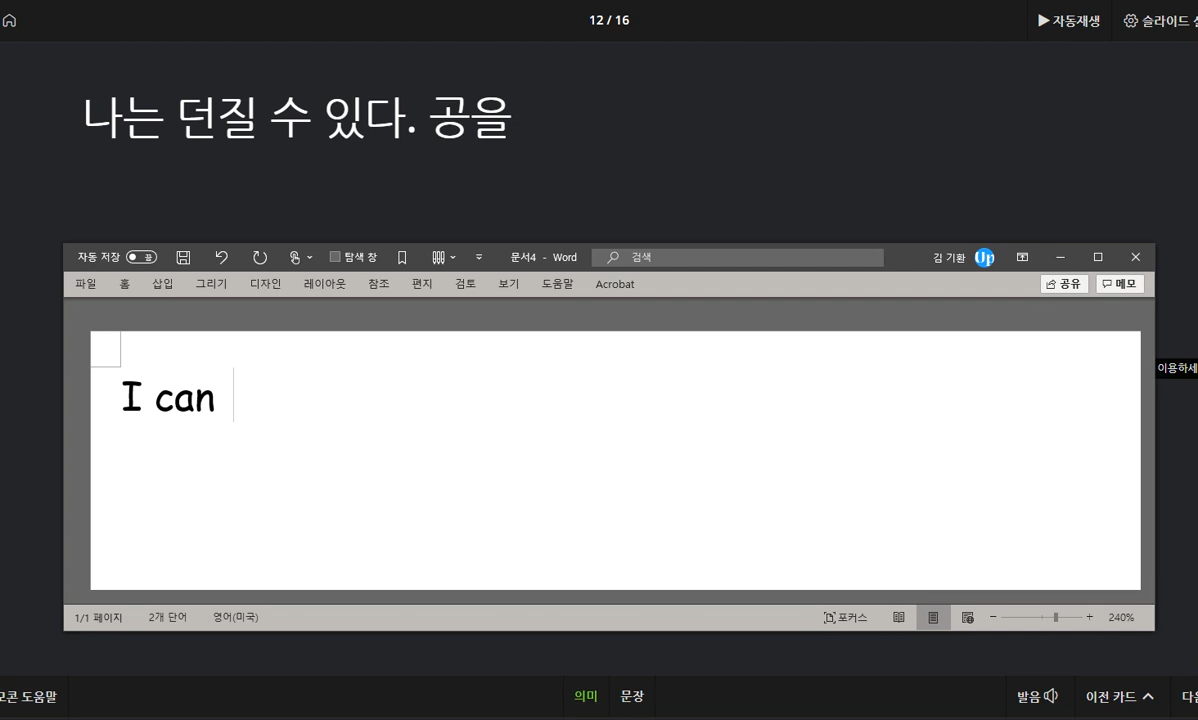 12 / 16
자동재생
슬라이드
나는 던질 수 있다. 공을
자동 저장 끔
탐색 창
문서4 - Word
검색
김 기환
Up
파일 홈 삽입 그리기 디자인 레이아웃 참조 편지 검토 보기 도움말 Acrobat
공유 메모
이용하세
I can
1/1 페이지 2개 단어 영어(미국)
포커스
240%
도움말
의미 문장
발음 이전 카드